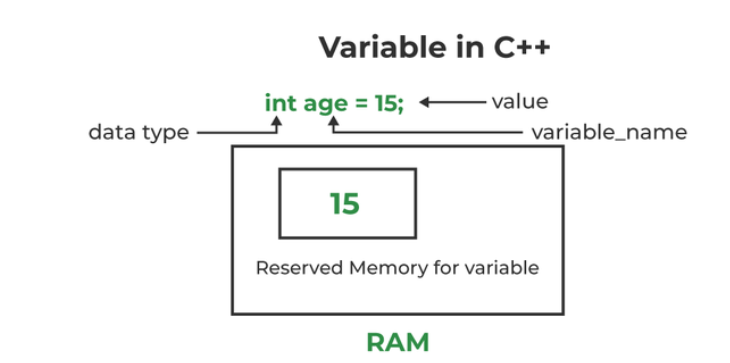 Variable in C++
int age = 15;
value
data type
variable_name
15
Reserved Memory for variable
RAM